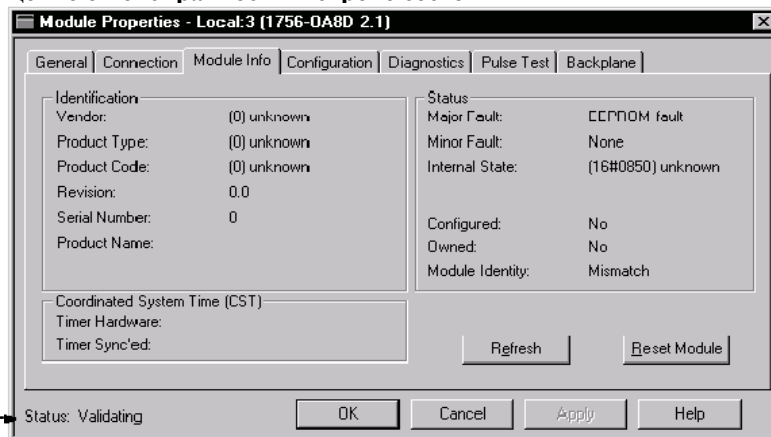 Module Properties - Local:3 (1756-OA8D 2.1)
General Connection Module Info Configuration Diagnostics Pulse Test Backplane
Identification
Vendor: (0) unknown
Product Type: (0) unknown
Product Code: (0) unknown
Revision: 0.0
Serial Number: 0
Product Name:
Status
Major Fault: EEPROM fault
Minor Fault: None
Internal State: (16#0850) unknown
Configured: No
Owned: No
Module Identity: Mismatch
Coordinated System Time (CST)
Timer Hardware:
Timer Sync'ed:
Refresh Reset Module
Status: Validating OK Cancel Apply Help